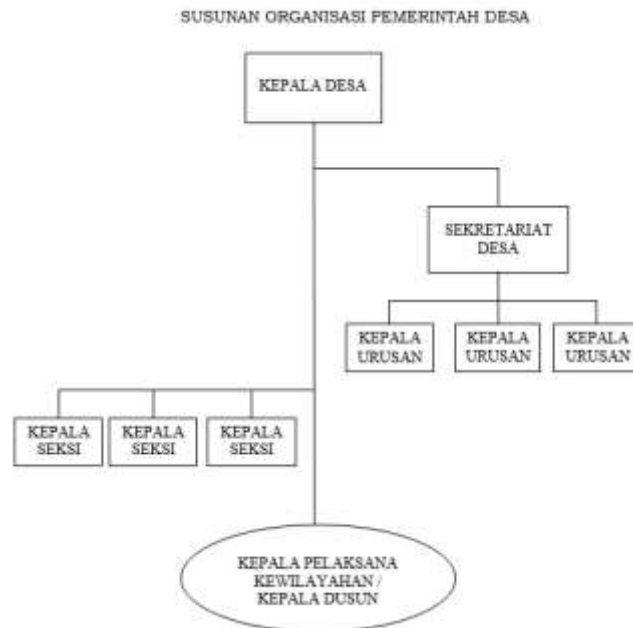 SUSUNAN ORGANISASI PEMERINTAH DESA
KEPALA DESA
SEKRETARIAT
DESA
KEPALA
URUSAN
KEPALA
URUSAN
KEPALA
URUSAN
KEPALA
SEKSI
KEPALA
SEKSI
KEPALA
SEKSI
KEPALA PELAKSANA
KEWILAYAHAN /
KEPALA DUSUN